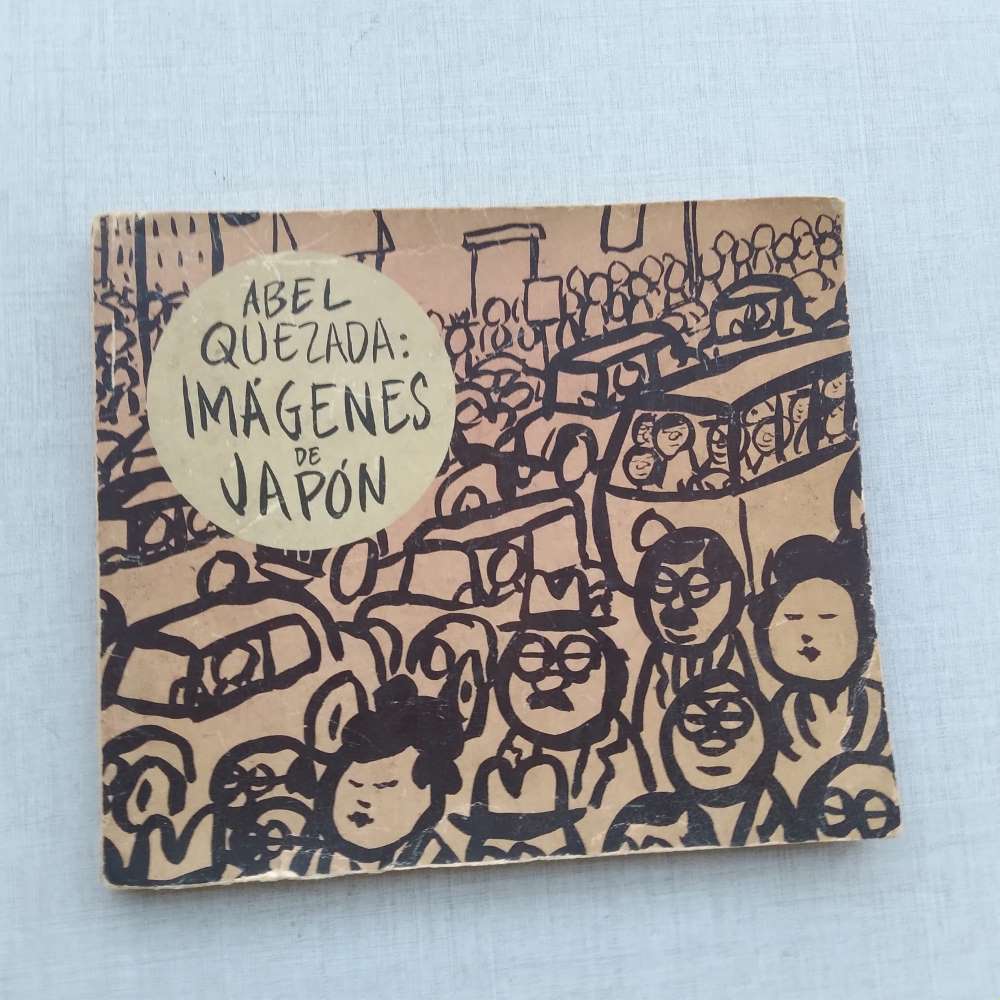 ABEL
QUEZADA:
IMÁGENES
DE
JAPÓN